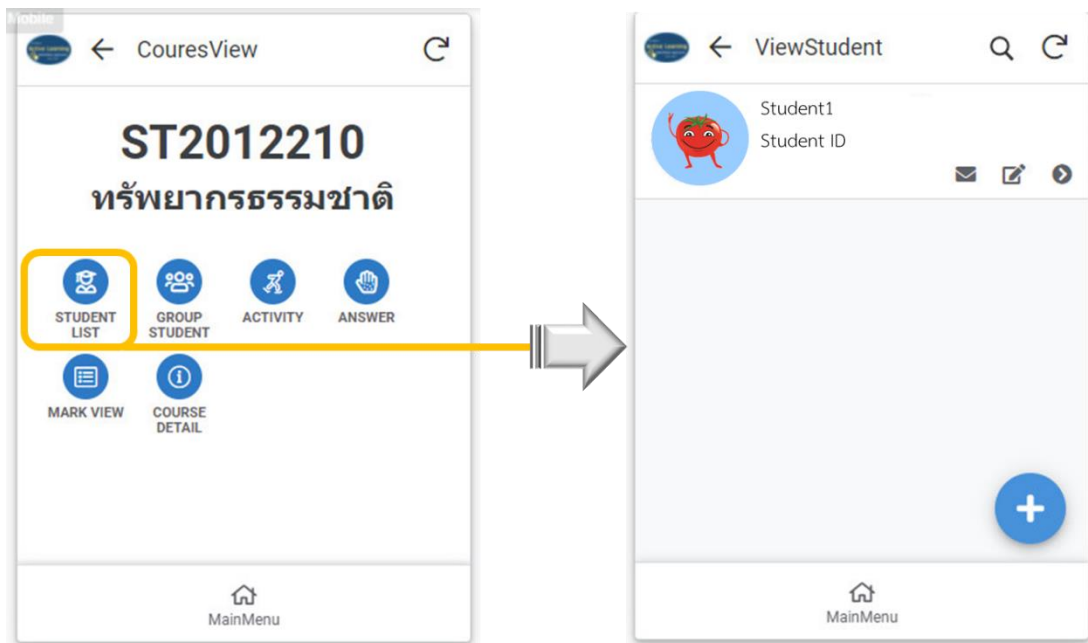 Mobile
CouresView
ST2012210
ทรัพยากรธรรมชาติ
STUDENT
LIST
GROUP
STUDENT
ACTIVITY
ANSWER
MARK VIEW
COURSE
DETAIL
MainMenu
ViewStudent
Student1
Student ID
MainMenu